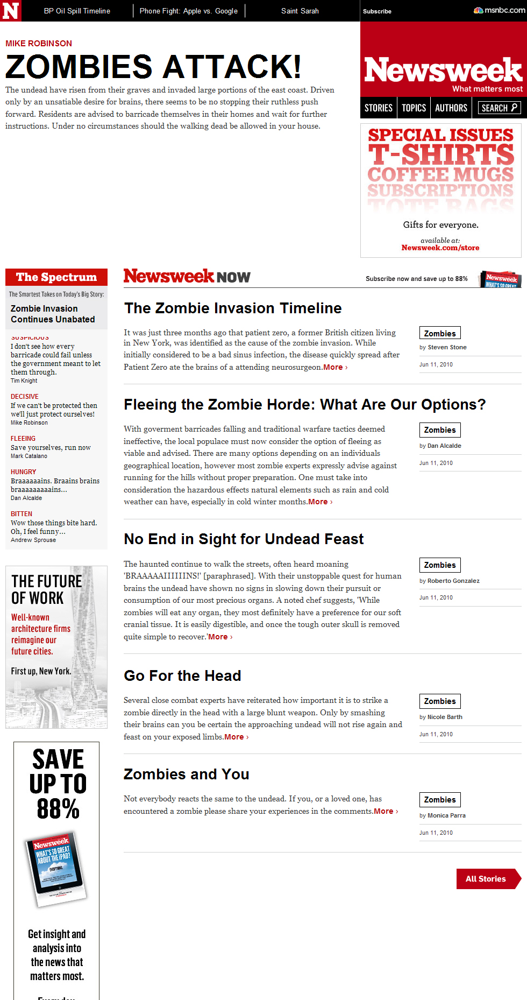 N
BP Oil Spill Timeline
Phone Fight: Apple vs. Google
Saint Sarah
Subscribe
msnbc.com
MIKE ROBINSON
ZOMBIES ATTACK!
The undead have risen from their graves and invaded large portions of the east coast. Driven
only by an unsatiable desire for brains, there seems to be no stopping their ruthless push
forward. Residents are advised to barricade themselves in their homes and wait for further
instructions. Under no circumstances should the walking dead be allowed in your house.
Newsweek
What matters most
STORIES
TOPICS
AUTHORS
SEARCH
SPECIAL ISSUES
T-SHIRTS
COFFEE MUGS
SUBSCRIPTIONS
TOTE BAGS
Gifts for everyone.
available at:
Newsweek.com/store
The Spectrum
The Smartest Takes on Today's Big Story:
Zombie Invasion
Continues Unabated
SUSPICIOUS
I don't see how every
barricade could fail unless
the government meant to let
them through.
Tim Knight
DECISIVE
If we can't be protected then
we'll just protect ourselves!
Mike Robinson
FLEEING
Save yourselves, run now
Mark Catalano
HUNGRY
Braaaaaains. Braains brains
braaaaaaaaains...
Dan Alcalde
BITTEN
Wow those things bite hard.
Oh, I feel funny...
Andrew Sprouse
THE FUTURE
OF WORK
Well-known
architecture firms
reimagine our
future cities.
First up, New York.
SAVE
UP TO
88%
Newsweek
WHAT'S SO GREAT
ABOUT THE iPAD?
EVERYTHING.
Get insight and
analysis into
the news that
matters most.
Every day
Newsweek NOW
Subscribe now and save up to 88%
Newsweek
WHAT'S SO GREAT
The Zombie Invasion Timeline
It was just three months ago that patient zero, a former British citizen living
in New York, was identified as the cause of the zombie invasion. While
initially considered to be a bad sinus infection, the disease quickly spread after
Patient Zero ate the brains of a attending neurosurgeon.More ›
Zombies
by Steven Stone
Jun 11, 2010
Fleeing the Zombie Horde: What Are Our Options?
With goverment barricades falling and traditional warfare tactics deemed
ineffective, the local populace must now consider the option of fleeing as
viable and advised. There are many options depending on an individuals
geographical location, however most zombie experts expressly advise against
running for the hills without proper preparation. One must take into
consideration the hazardous effects natural elements such as rain and cold
weather can have, especially in cold winter months.More ›
Zombies
by Dan Alcalde
Jun 11, 2010
No End in Sight for Undead Feast
The haunted continue to walk the streets, often heard moaning
'BRAAAAAIIIIIINS!' [paraphrased]. With their unstoppable quest for human
brains the undead have shown no signs in slowing down their pursuit or
consumption of our most precious organs. A noted chef suggests, 'While
zombies will eat any organ, they most definitely have a preference for our soft
cranial tissue. It is easily digestible, and once the tough outer skull is removed
quite simple to recover.'More ›
Zombies
by Roberto Gonzalez
Jun 11, 2010
Go For the Head
Several close combat experts have reiterated how important it is to strike a
zombie directly in the head with a large blunt weapon. Only by smashing
their brains can you be certain the approaching undead will not rise again and
feast on your exposed limbs.More ›
Zombies
by Nicole Barth
Jun 11, 2010
Zombies and You
Not everybody reacts the same to the undead. If you, or a loved one, has
encountered a zombie please share your experiences in the comments.More ›
Zombies
by Monica Parra
Jun 11, 2010
All Stories